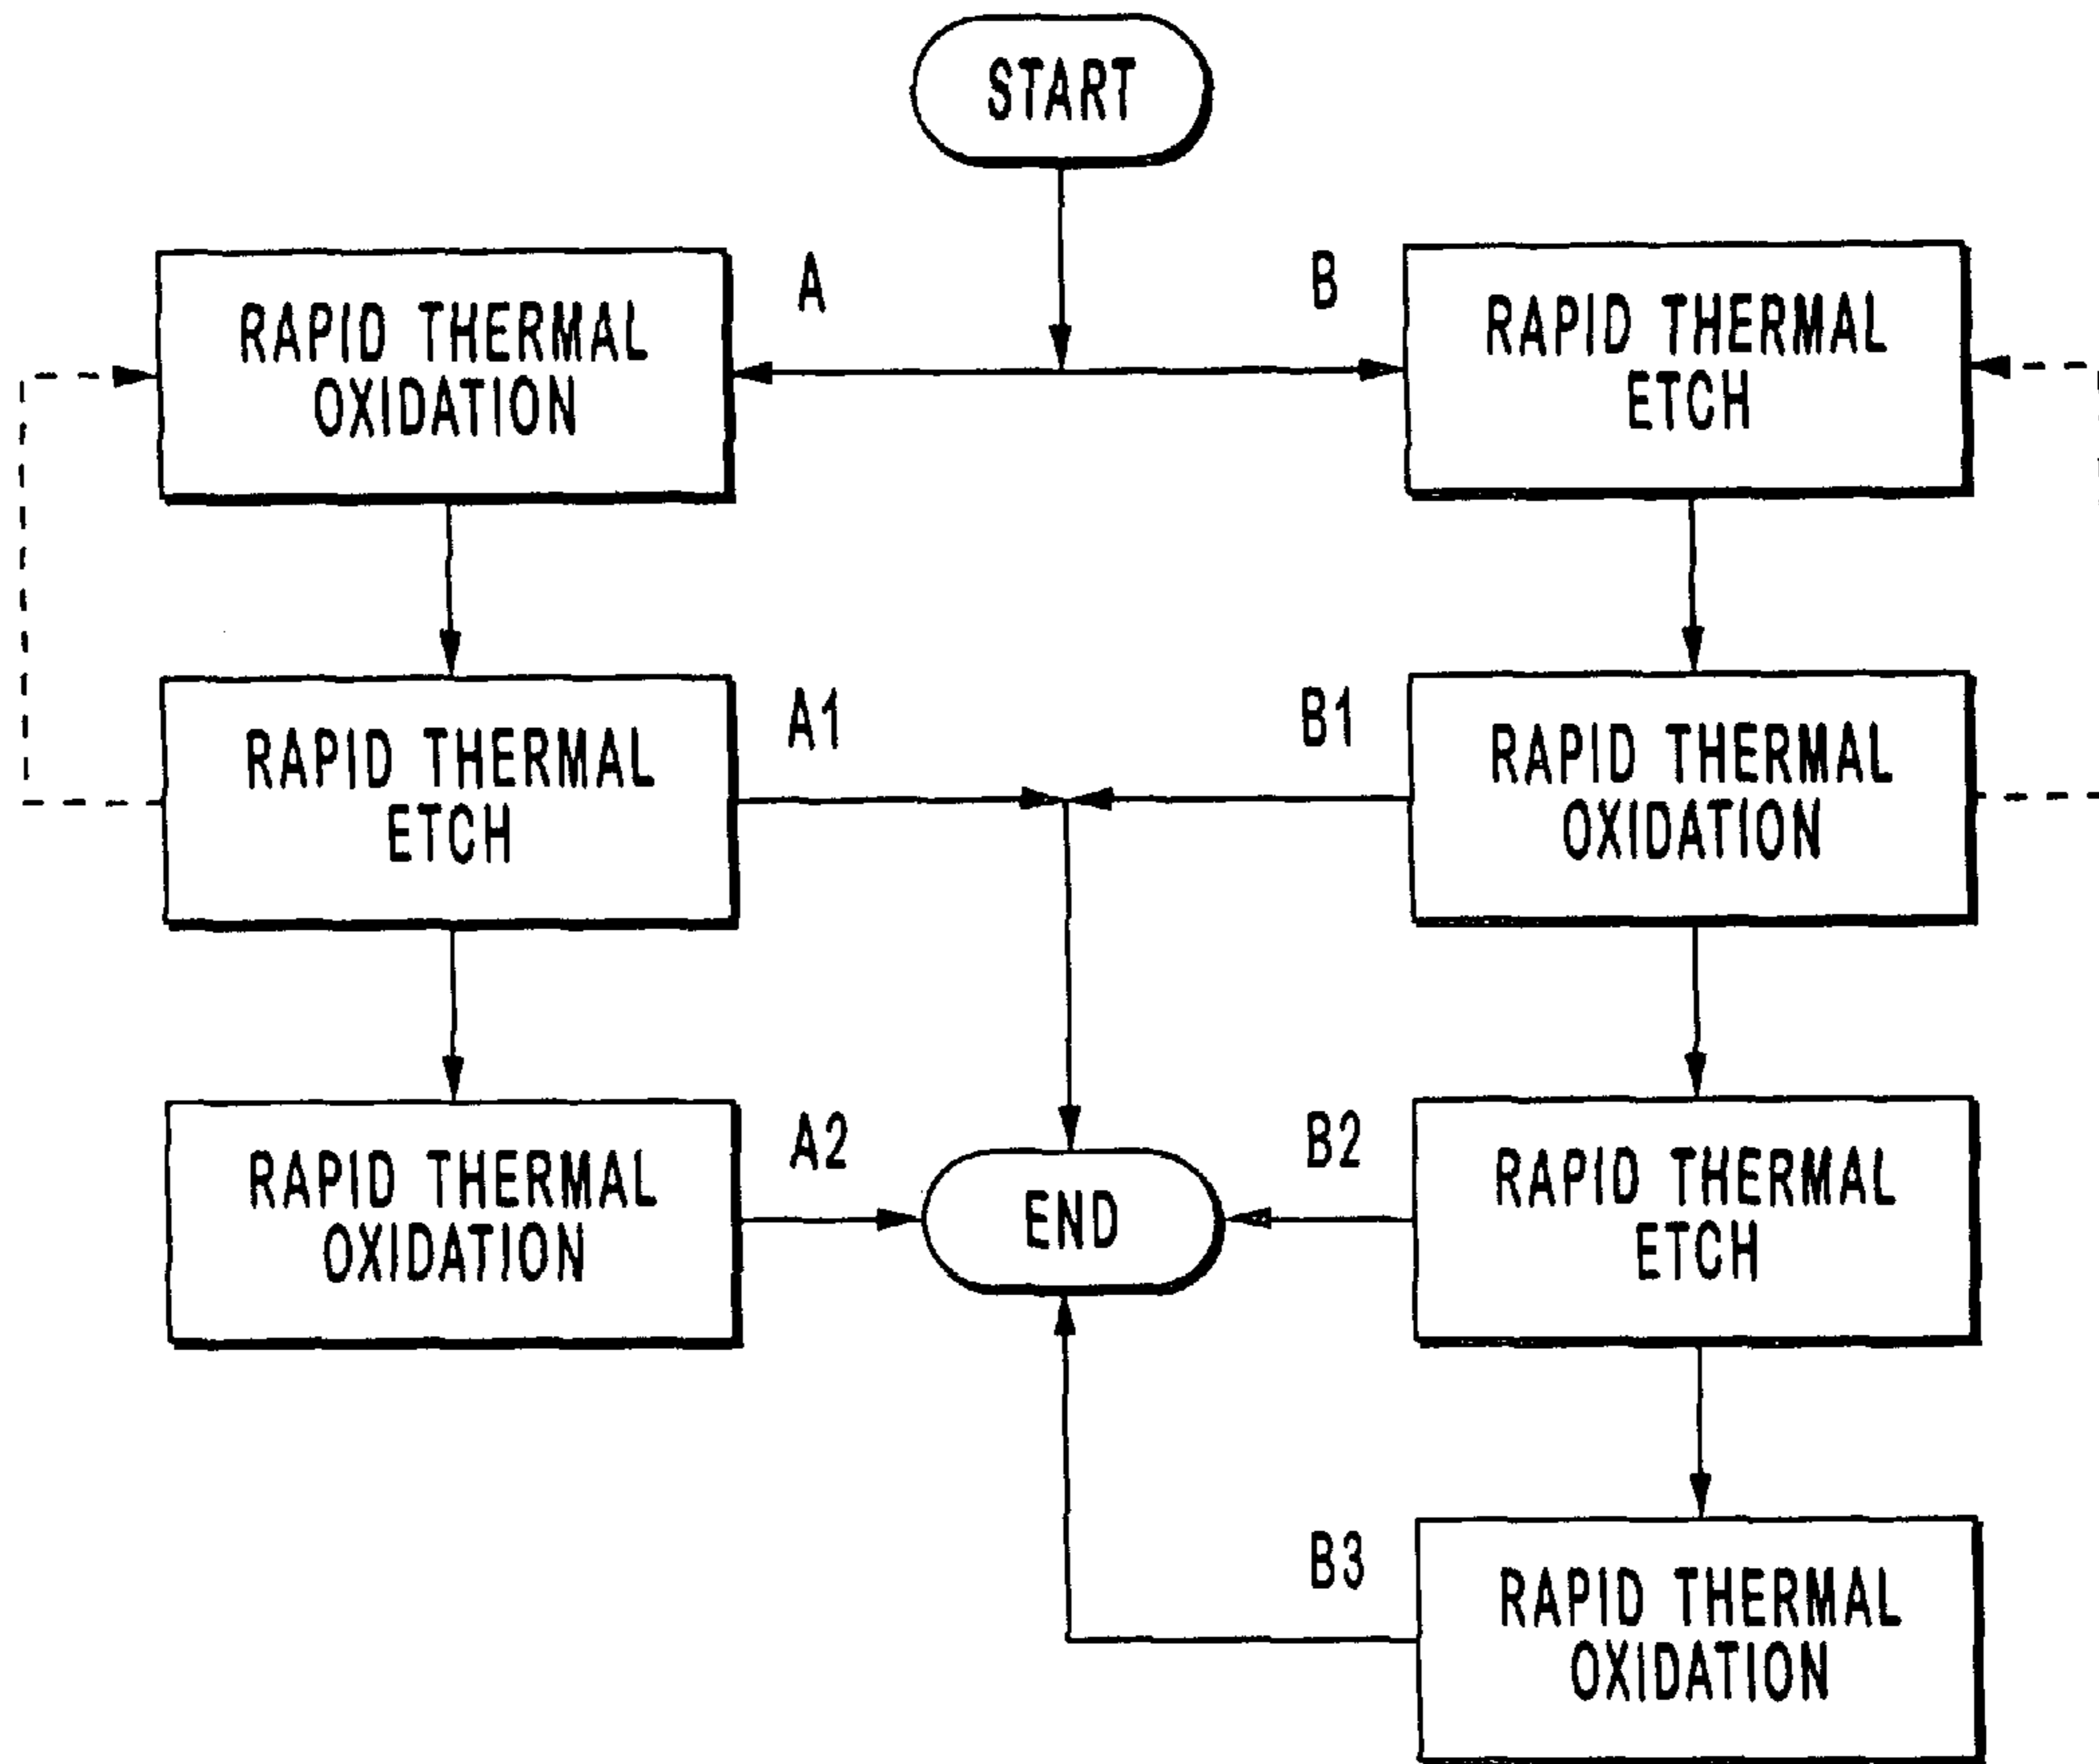 START
A
B
RAPID THERMAL
OXIDATION
RAPID THERMAL
ETCH
A1
B1
RAPID THERMAL
ETCH
RAPID THERMAL
OXIDATION
A2
B2
RAPID THERMAL
OXIDATION
END
RAPID THERMAL
ETCH
B3
RAPID THERMAL
OXIDATION